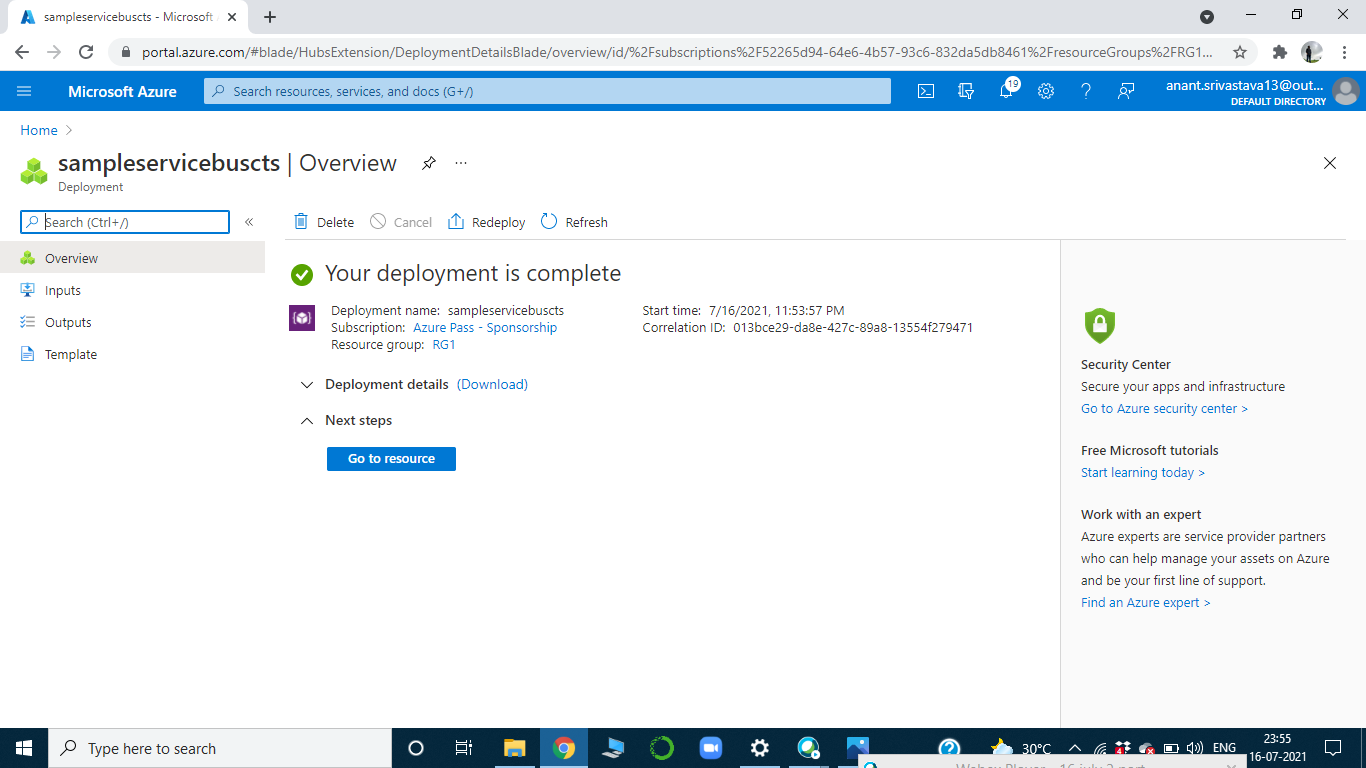 sampleservicebuscts - Microsoft
portal.azure.com/#blade/HubsExtension/DeploymentDetailsBlade/overview/id/%2Fsubscriptions%2F52265d94-64e6-4b57-93c6-832da5db8461%2FresourceGroups%2FRG1...
Microsoft Azure
Search resources, services, and docs (G+/)
19
anant.srivastava13@out...
DEFAULT DIRECTORY
Home
sampleservicebuscts | Overview
Deployment
Search (Ctrl+/)
Delete
Cancel
Redeploy
Refresh
Overview
Inputs
Outputs
Template
Your deployment is complete
Deployment name: sampleservicebuscts
Subscription: Azure Pass - Sponsorship
Resource group: RG1
Start time: 7/16/2021, 11:53:57 PM
Correlation ID: 013bce29-da8e-427c-89a8-13554f279471
Deployment details (Download)
Next steps
Go to resource
Security Center
Secure your apps and infrastructure
Go to Azure security center >
Free Microsoft tutorials
Start learning today >
Work with an expert
Azure experts are service provider partners
who can help manage your assets on Azure
and be your first line of support.
Find an Azure expert >
Type here to search
30°C
ENG
23:55
16-07-2021